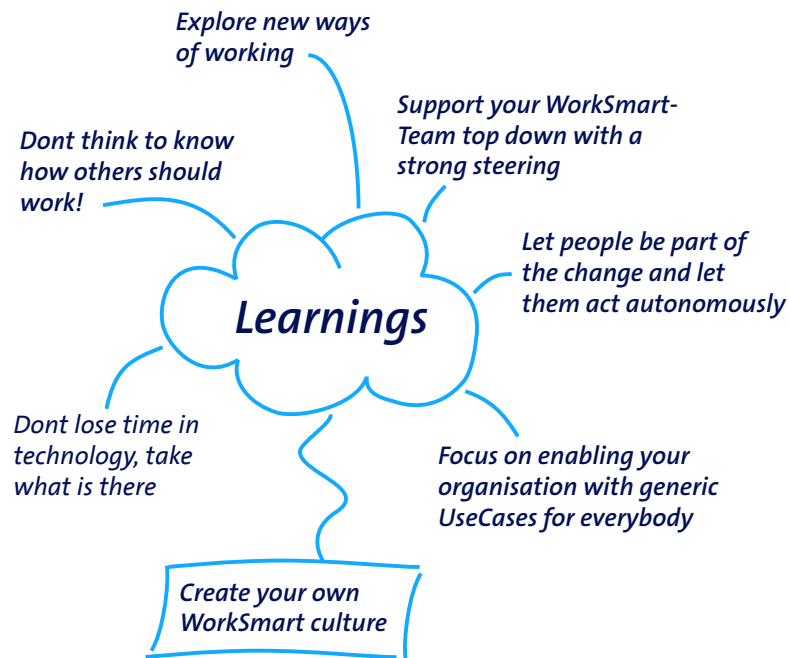 Explore new ways
of working
Support your WorkSmart-
Team top down with a
strong steering
Dont think to know
how others should
work!
Let people be part of
the change and let
them act autonomously
Learnings
Dont lose time in
technology, take
what is there
Focus on enabling your
organisation with generic
UseCases for everybody
Create your own
WorkSmart culture